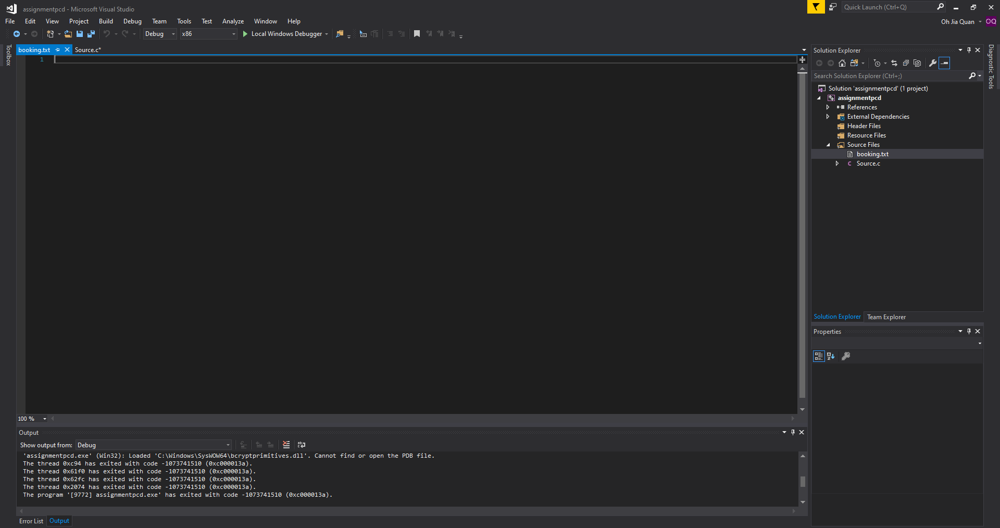 assignmentpcd - Microsoft Visual Studio
Quick Launch (Ctrl+Q)
File Edit View Project Build Debug Team Tools Test Analyze Window Help
Oh Jia Quan OQ
Debug x86 Local Windows Debugger
Toolbox
booking.txt Source.c*
1
100 %
Output
Show output from: Debug
'assignmentpcd.exe' (Win32): Loaded 'C:\Windows\SysWOW64\bcryptprimitives.dll'. Cannot find or open the PDB file.
The thread 0xc94 has exited with code -1073741510 (0xc000013a).
The thread 0x61f0 has exited with code -1073741510 (0xc000013a).
The thread 0x62fc has exited with code -1073741510 (0xc000013a).
The thread 0x2074 has exited with code -1073741510 (0xc000013a).
The program '[9772] assignmentpcd.exe' has exited with code -1073741510 (0xc000013a).
Error List Output
Solution Explorer
Search Solution Explorer (Ctrl+;)
Solution 'assignmentpcd' (1 project)
assignmentpcd
References
External Dependencies
Header Files
Resource Files
Source Files
booking.txt
Source.c
Solution Explorer Team Explorer
Properties
Diagnostic Tools